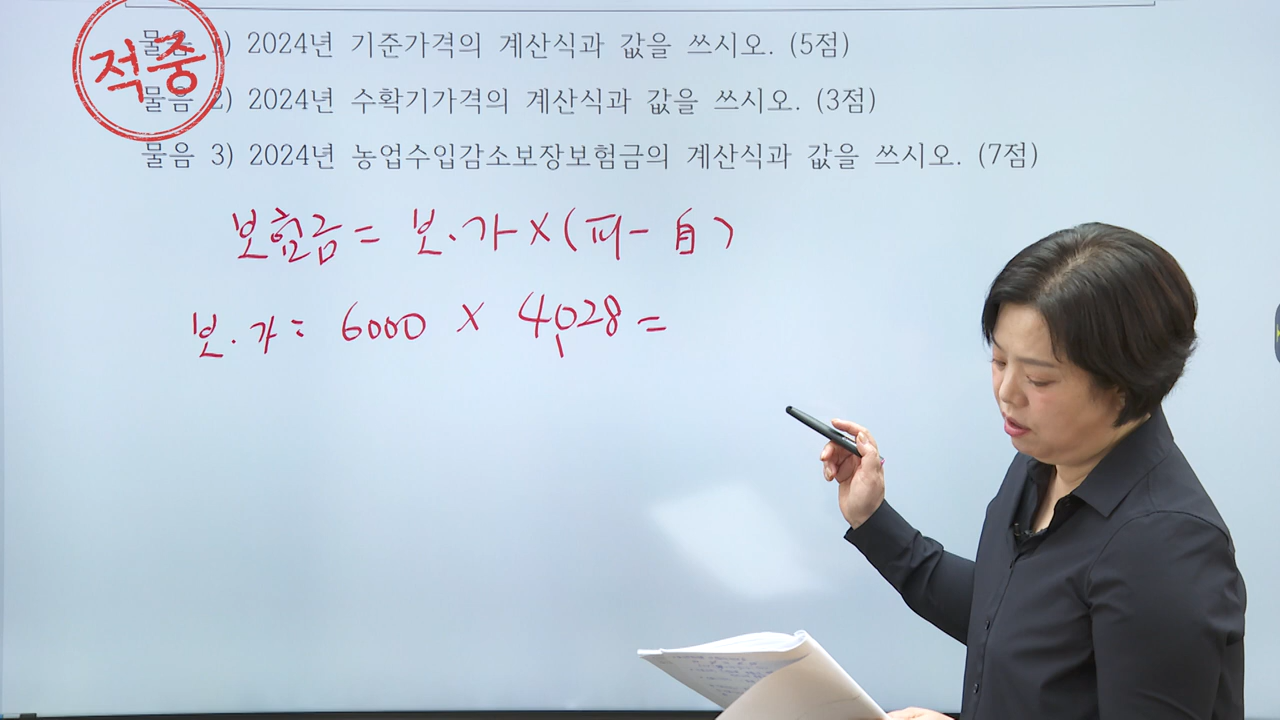 적중
물음 1) 2024년 기준가격의 계산식과 값을 쓰시오. (5점)
물음 2) 2024년 수확기가격의 계산식과 값을 쓰시오. (3점)
물음 3) 2024년 농업수입감소보장보험금의 계산식과 값을 쓰시오. (7점)
보험금 = 보.가 × (피 - 自)
보.가 = 6000 × 4,028 =